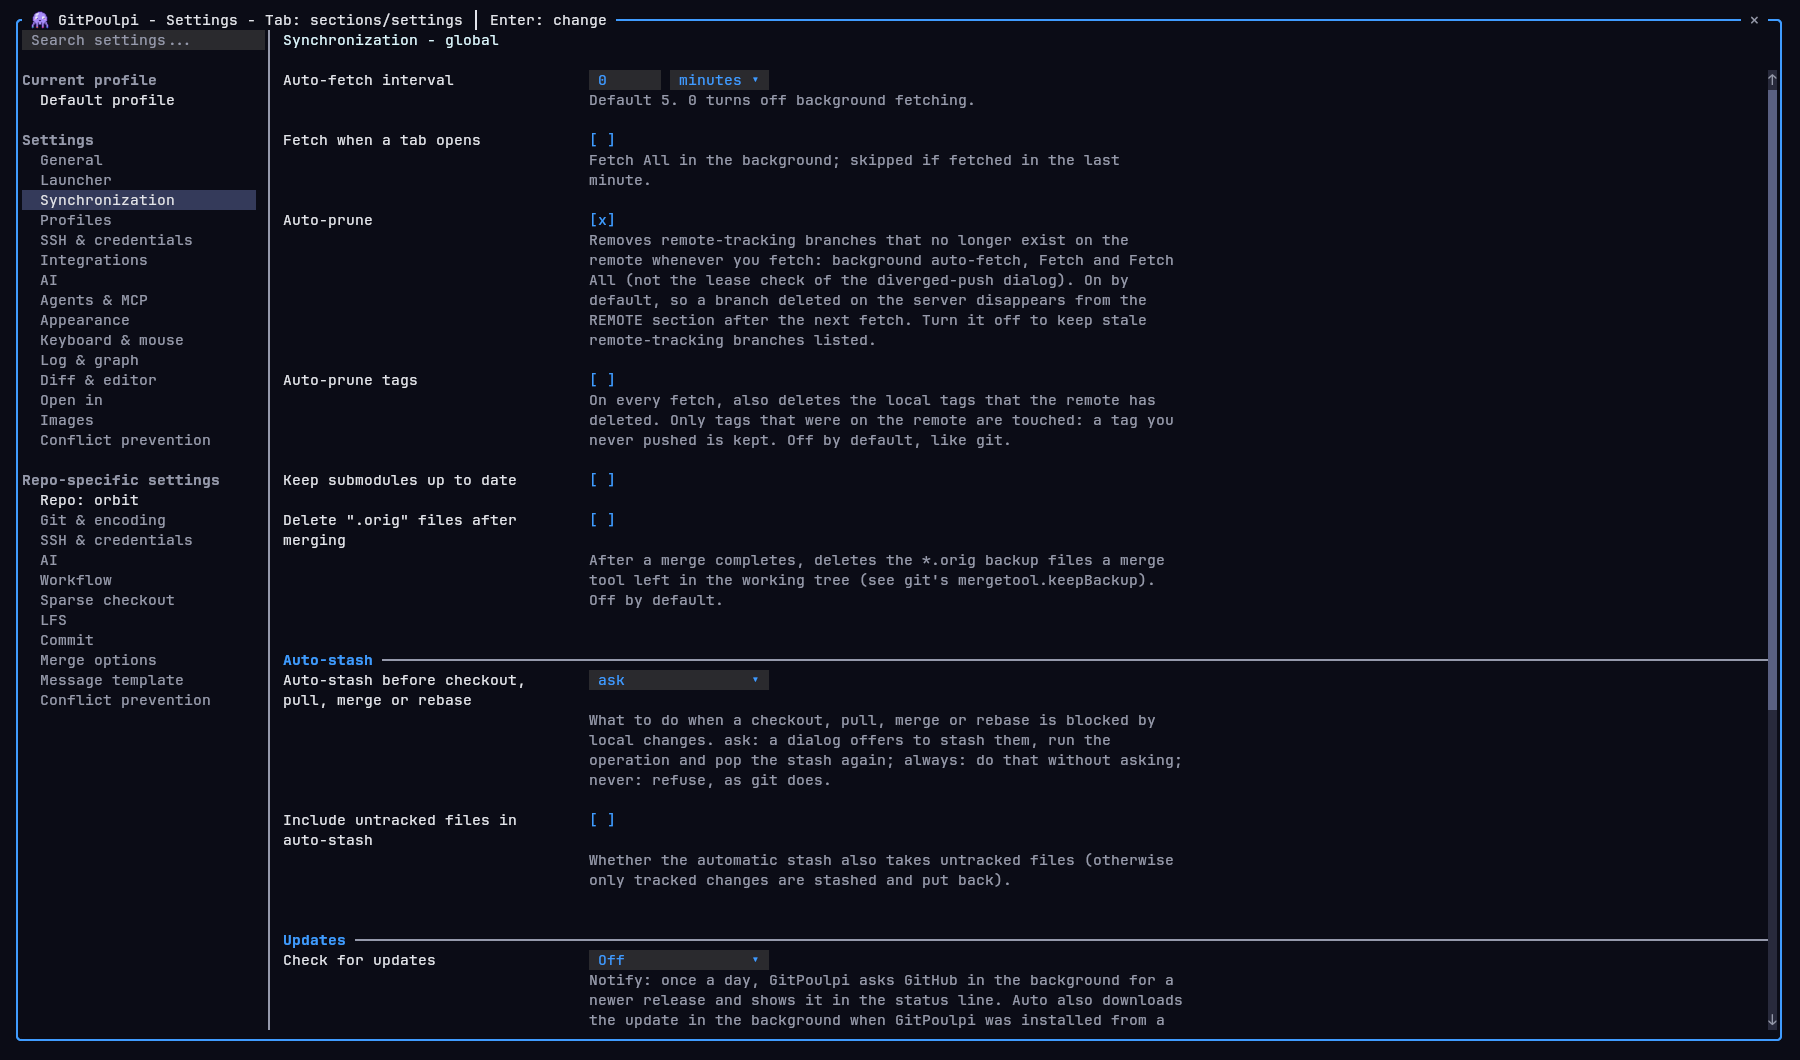 GitPoulpi - Settings - Tab: sections/settings | Enter: change ×
Search settings...
Current profile
Default profile
Settings
General
Launcher
Synchronization
Profiles
SSH & credentials
Integrations
AI
Agents & MCP
Appearance
Keyboard & mouse
Log & graph
Diff & editor
Open in
Images
Conflict prevention
Repo-specific settings
Repo: orbit
Git & encoding
SSH & credentials
AI
Workflow
Sparse checkout
LFS
Commit
Merge options
Message template
Conflict prevention
Synchronization - global
Auto-fetch interval 0 minutes ▾
Default 5. 0 turns off background fetching.
Fetch when a tab opens [ ]
Fetch All in the background; skipped if fetched in the last
minute.
Auto-prune [x]
Removes remote-tracking branches that no longer exist on the
remote whenever you fetch: background auto-fetch, Fetch and Fetch
All (not the lease check of the diverged-push dialog). On by
default, so a branch deleted on the server disappears from the
REMOTE section after the next fetch. Turn it off to keep stale
remote-tracking branches listed.
Auto-prune tags [ ]
On every fetch, also deletes the local tags that the remote has
deleted. Only tags that were on the remote are touched: a tag you
never pushed is kept. Off by default, like git.
Keep submodules up to date [ ]
Delete ".orig" files after [ ]
merging
After a merge completes, deletes the *.orig backup files a merge
tool left in the working tree (see git's mergetool.keepBackup).
Off by default.
Auto-stash
Auto-stash before checkout, ask ▾
pull, merge or rebase
What to do when a checkout, pull, merge or rebase is blocked by
local changes. ask: a dialog offers to stash them, run the
operation and pop the stash again; always: do that without asking;
never: refuse, as git does.
Include untracked files in [ ]
auto-stash
Whether the automatic stash also takes untracked files (otherwise
only tracked changes are stashed and put back).
Updates
Check for updates Off ▾
Notify: once a day, GitPoulpi asks GitHub in the background for a
newer release and shows it in the status line. Auto also downloads
the update in the background when GitPoulpi was installed from a